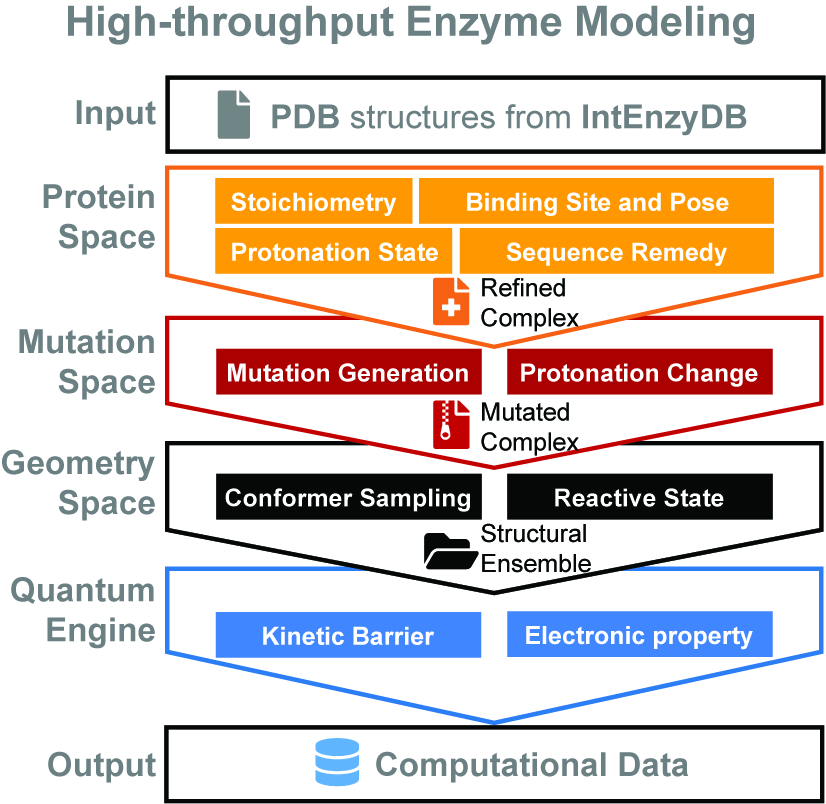 High-throughput Enzyme Modeling
Input
PDB structures from IntEnzyDB
Protein
Space
Stoichiometry
Binding Site and Pose
Protonation State
Sequence Remedy
Refined
Complex
Mutation
Space
Mutation Generation
Protonation Change
Mutated
Complex
Geometry
Space
Conformer Sampling
Reactive State
Structural
Ensemble
Quantum
Engine
Kinetic Barrier
Electronic property
Output
Computational Data